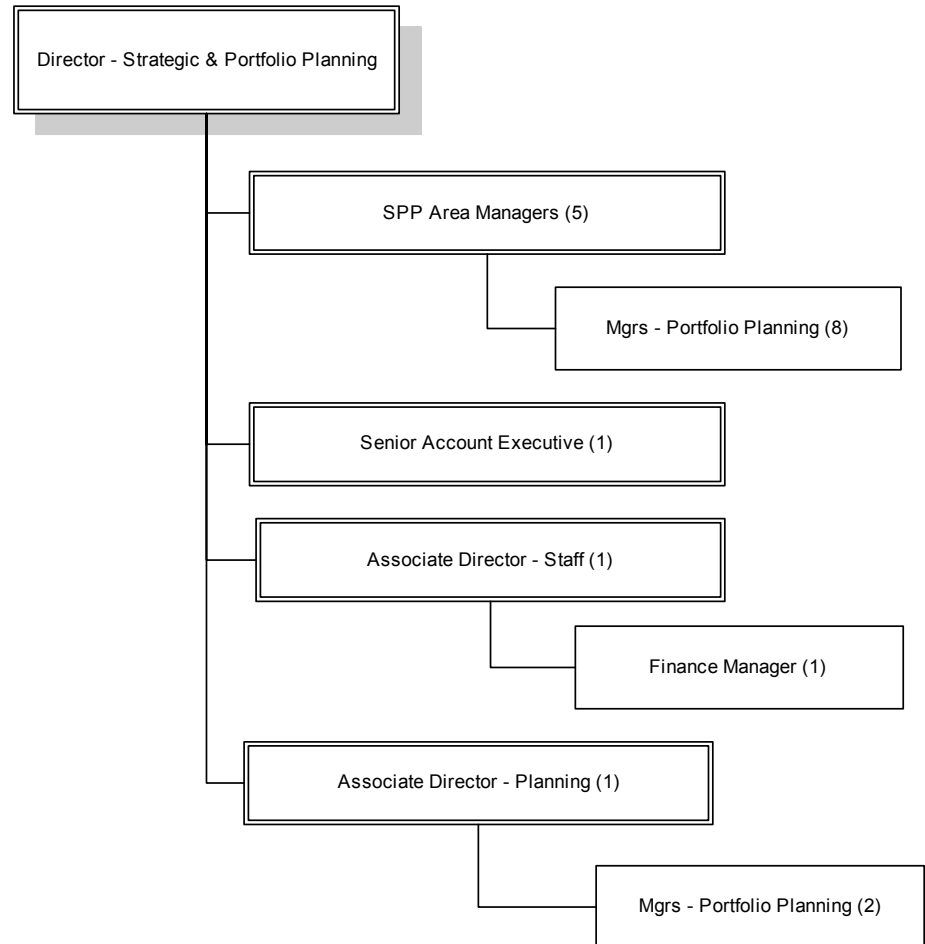 Director - Strategic & Portfolio Planning
SPP Area Managers (5)
Mgrs - Portfolio Planning (8)
Senior Account Executive (1)
Associate Director - Staff (1)
Finance Manager (1)
Associate Director - Planning (1)
Mgrs - Portfolio Planning (2)